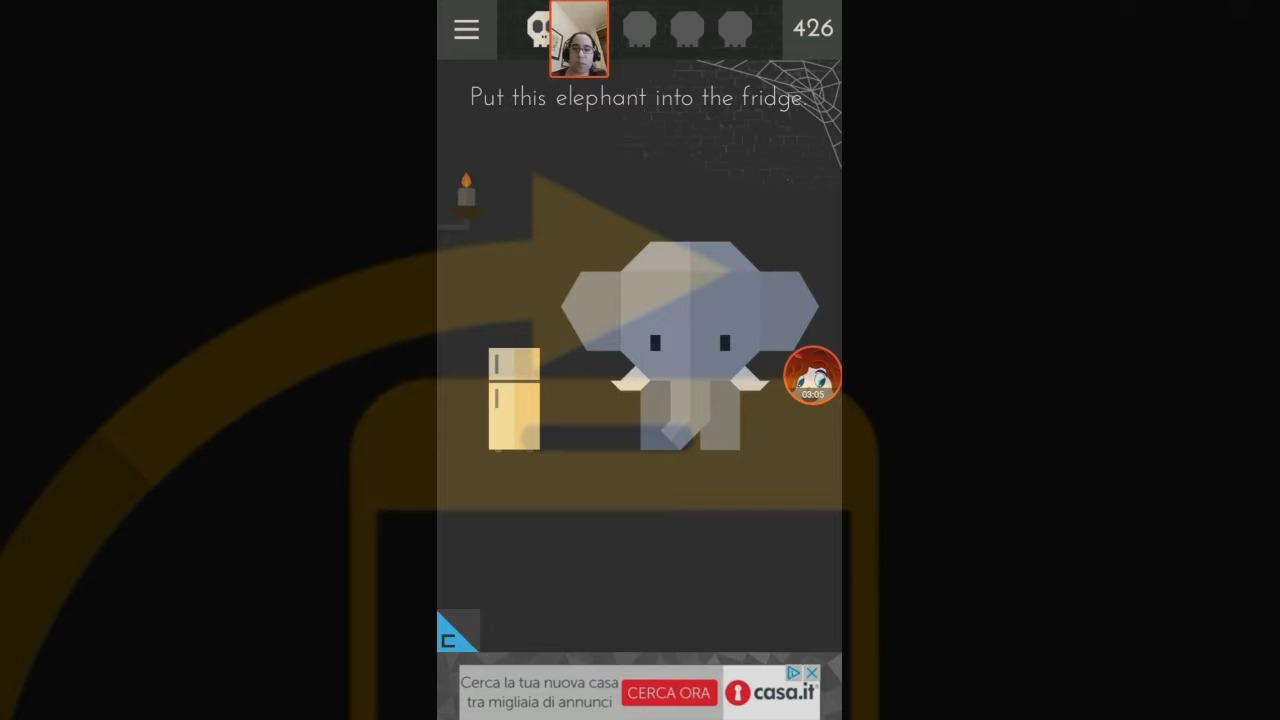 426
Put this elephant into the fridge.
03:05
Cerca la tua nuova casa
tra migliaia di annunci
CERCA ORA
casa.it